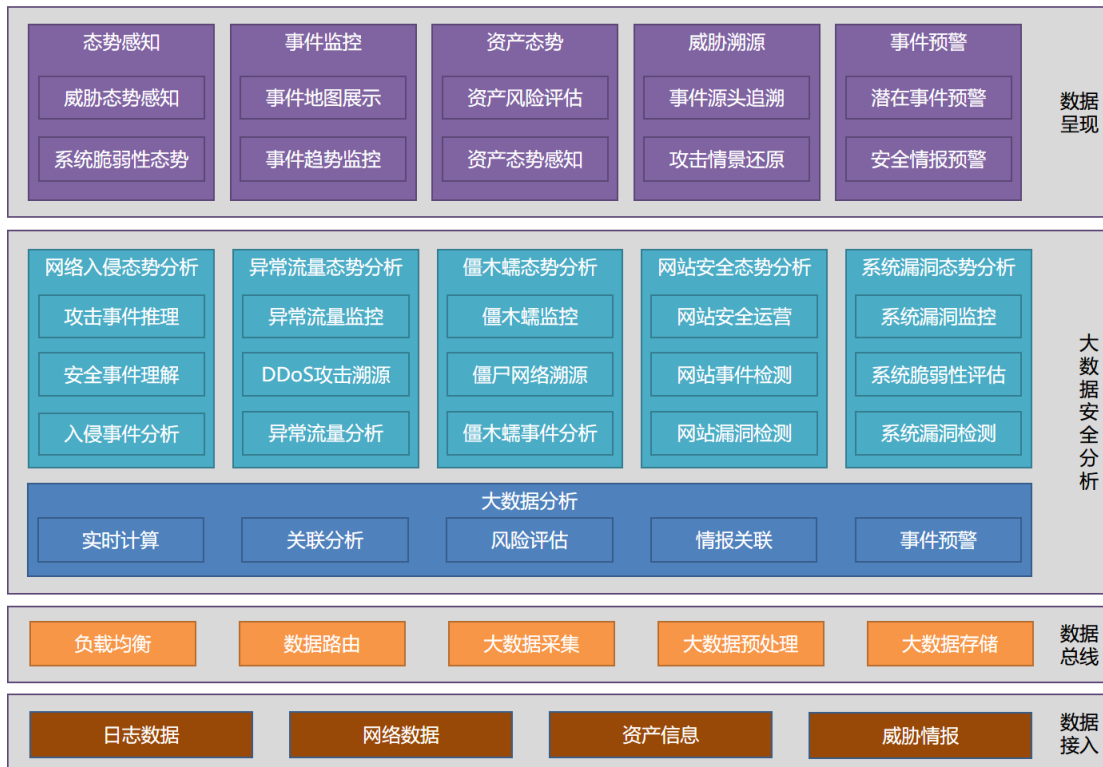 态势感知
事件监控
资产态势
威胁溯源
事件预警
威胁态势感知
事件地图展示
资产风险评估
事件源头追溯
潜在事件预警
系统脆弱性态势
事件趋势监控
资产态势感知
攻击情景还原
安全情报预警
数据
呈现
网络入侵态势分析
异常流量态势分析
僵木蠕态势分析
网站安全态势分析
系统漏洞态势分析
攻击事件推理
异常流量监控
僵木蠕监控
网站安全运营
系统漏洞监控
安全事件理解
DDoS攻击溯源
僵尸网络溯源
网站事件检测
系统脆弱性评估
入侵事件分析
异常流量分析
僵木蠕事件分析
网站漏洞检测
系统漏洞检测
大数据安全分析
大数据分析
实时计算
关联分析
风险评估
情报关联
事件预警
负载均衡
数据路由
大数据采集
大数据预处理
大数据存储
数据
总线
日志数据
网络数据
资产信息
威胁情报
数据
接入